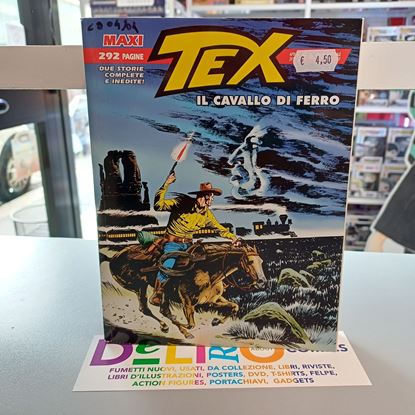 MAXI
292 PAGINE
DUE STORIE
COMPLETE
E INEDITE!
TEX
€ 4,50
IL CAVALLO DI FERRO
FUMETTI NUOVI, USATI, DA COLLEZIONE, LIBRI, RIVISTE,
LIBRI D'ILLUSTRAZIONI, POSTERS, DVD, T-SHIRTS, FELPE,
ACTION FIGURES, PORTACHIAVI, GADGETS